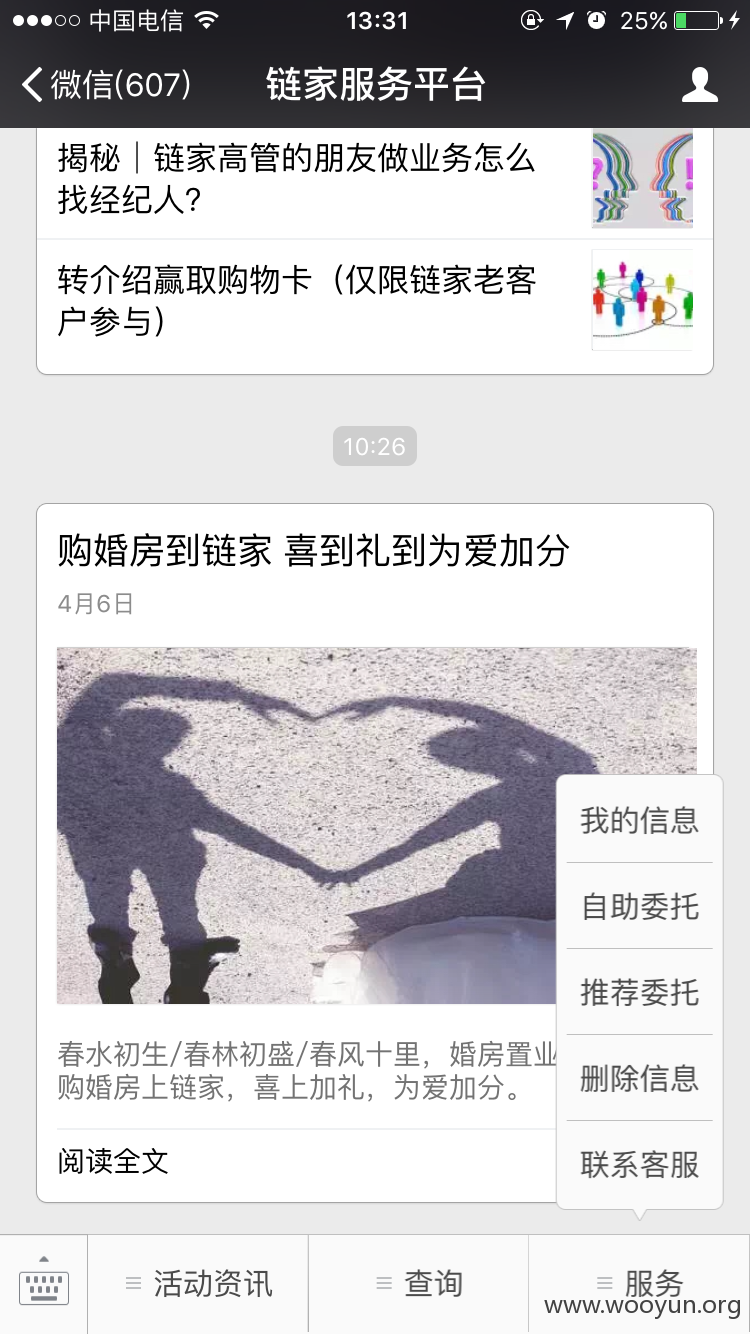 中国电信 13:31 25%
微信(607) 链家服务平台
揭秘｜链家高管的朋友做业务怎么
找经纪人？
转介绍赢取购物卡（仅限链家老客
户参与）
10:26
购婚房到链家 喜到礼到为爱加分
4月6日
春水初生/春林初盛/春风十里，婚房置业
购婚房上链家，喜上加礼，为爱加分。
阅读全文
我的信息
自助委托
推荐委托
删除信息
联系客服
活动资讯 查询 服务
www.wooyun.org